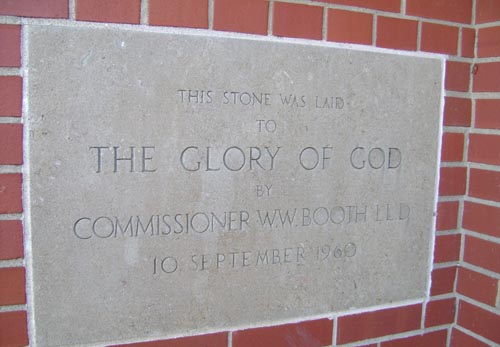 THIS STONE WAS LAID
TO
THE GLORY OF GOD
BY
COMMISSIONER W.W. BOOTH L L D
10 SEPTEMBER 1960